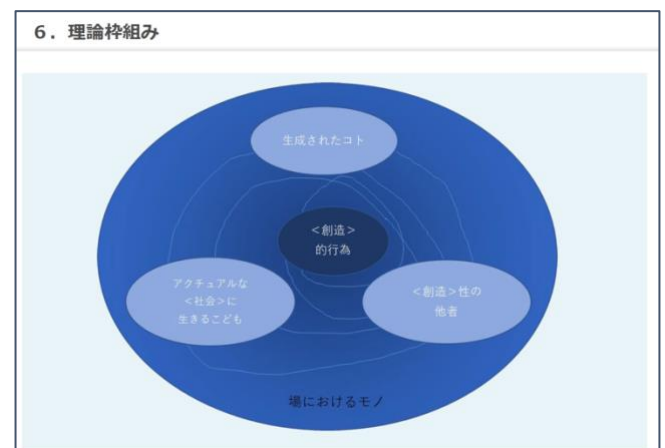 6．理論枠組み
生成されたコト
＜創造＞
的行為
アクチュアルな
＜社会＞に
生きるこども
＜創造＞性の
他者
場におけるモノ